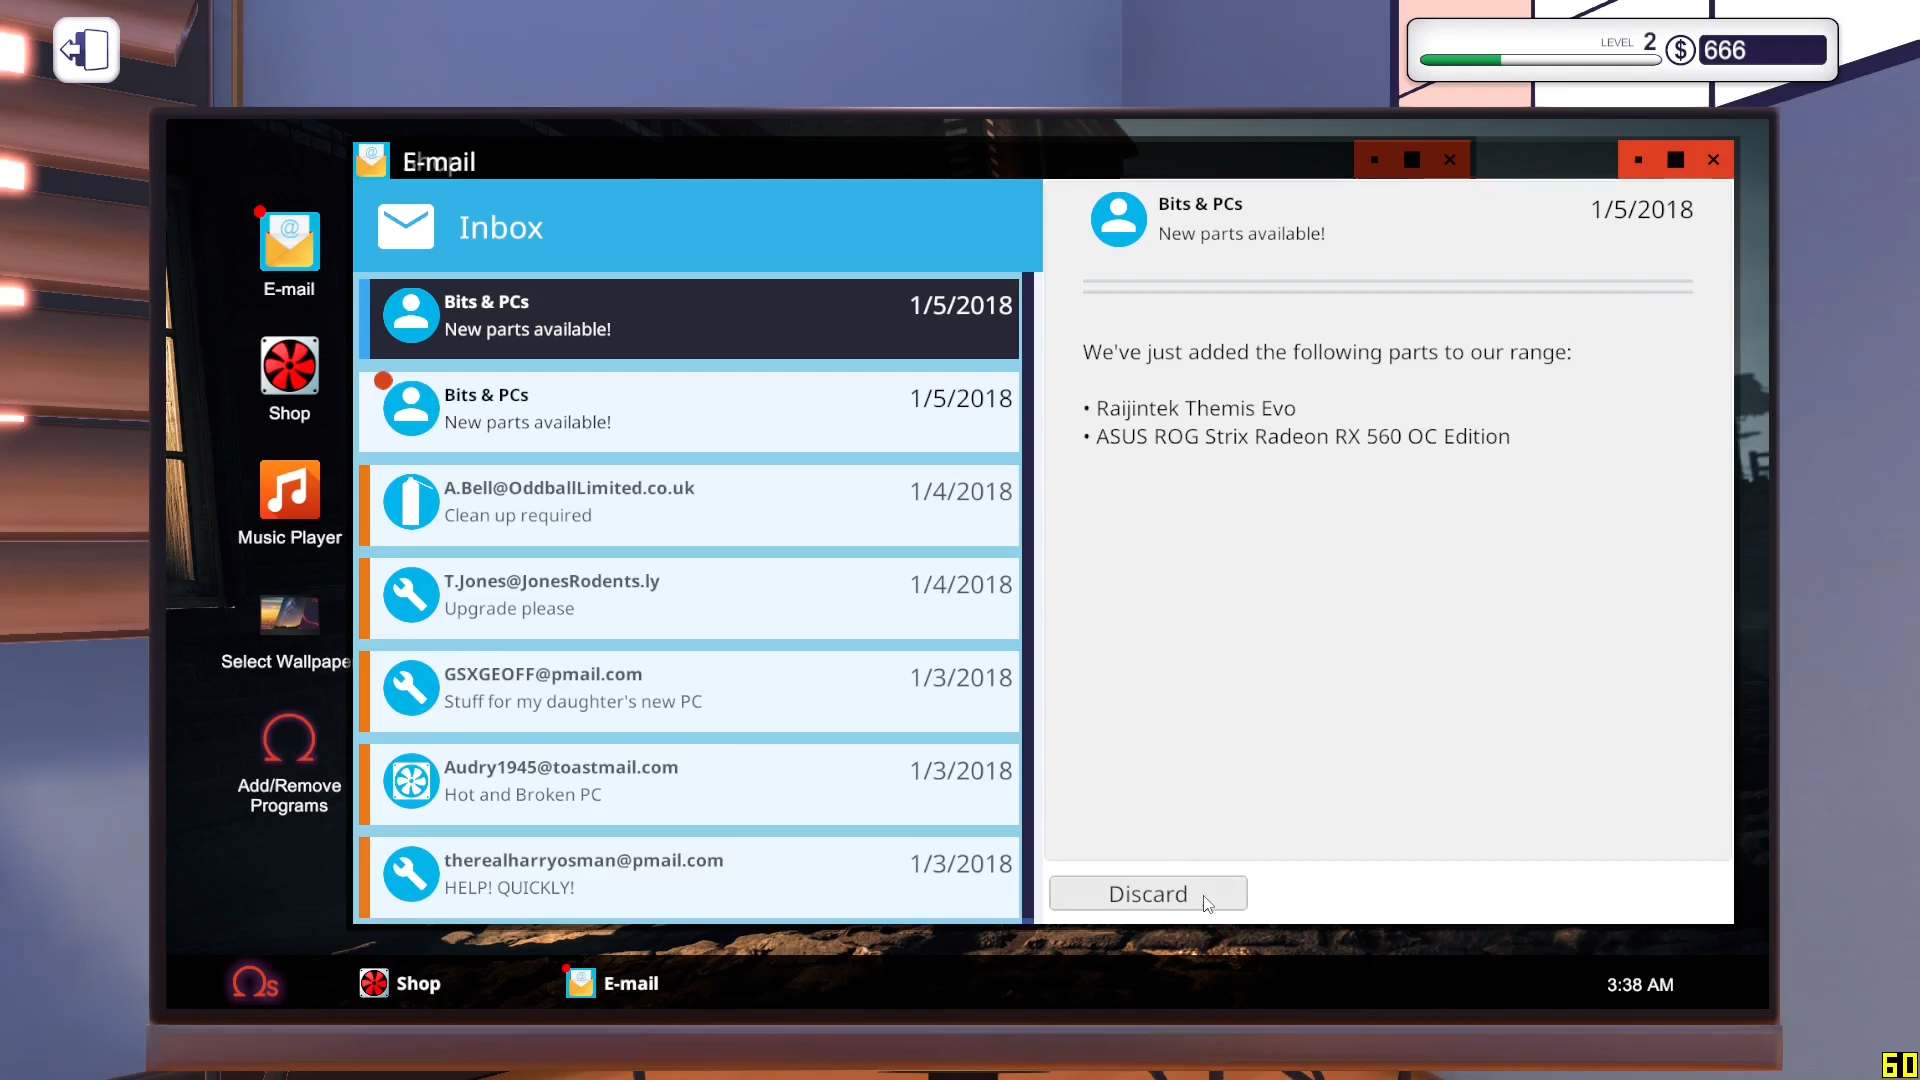 LEVEL 2
$ 666
E-mail
Inbox
Bits & PCs
1/5/2018
New parts available!
Bits & PCs
1/5/2018
New parts available!
A.Bell@OddballLimited.co.uk
1/4/2018
Clean up required
T.Jones@JonesRodents.ly
1/4/2018
Upgrade please
GSXGEOFF@pmail.com
1/3/2018
Stuff for my daughter's new PC
Audry1945@toastmail.com
1/3/2018
Hot and Broken PC
therealharryosman@pmail.com
1/3/2018
HELP! QUICKLY!
Bits & PCs
1/5/2018
New parts available!
We've just added the following parts to our range:
• Raijintek Themis Evo
• ASUS ROG Strix Radeon RX 560 OC Edition
Discard
E-mail
Shop
Music Player
Select Wallpape
Add/Remove
Programs
Ωs
Shop
E-mail
3:38 AM
60